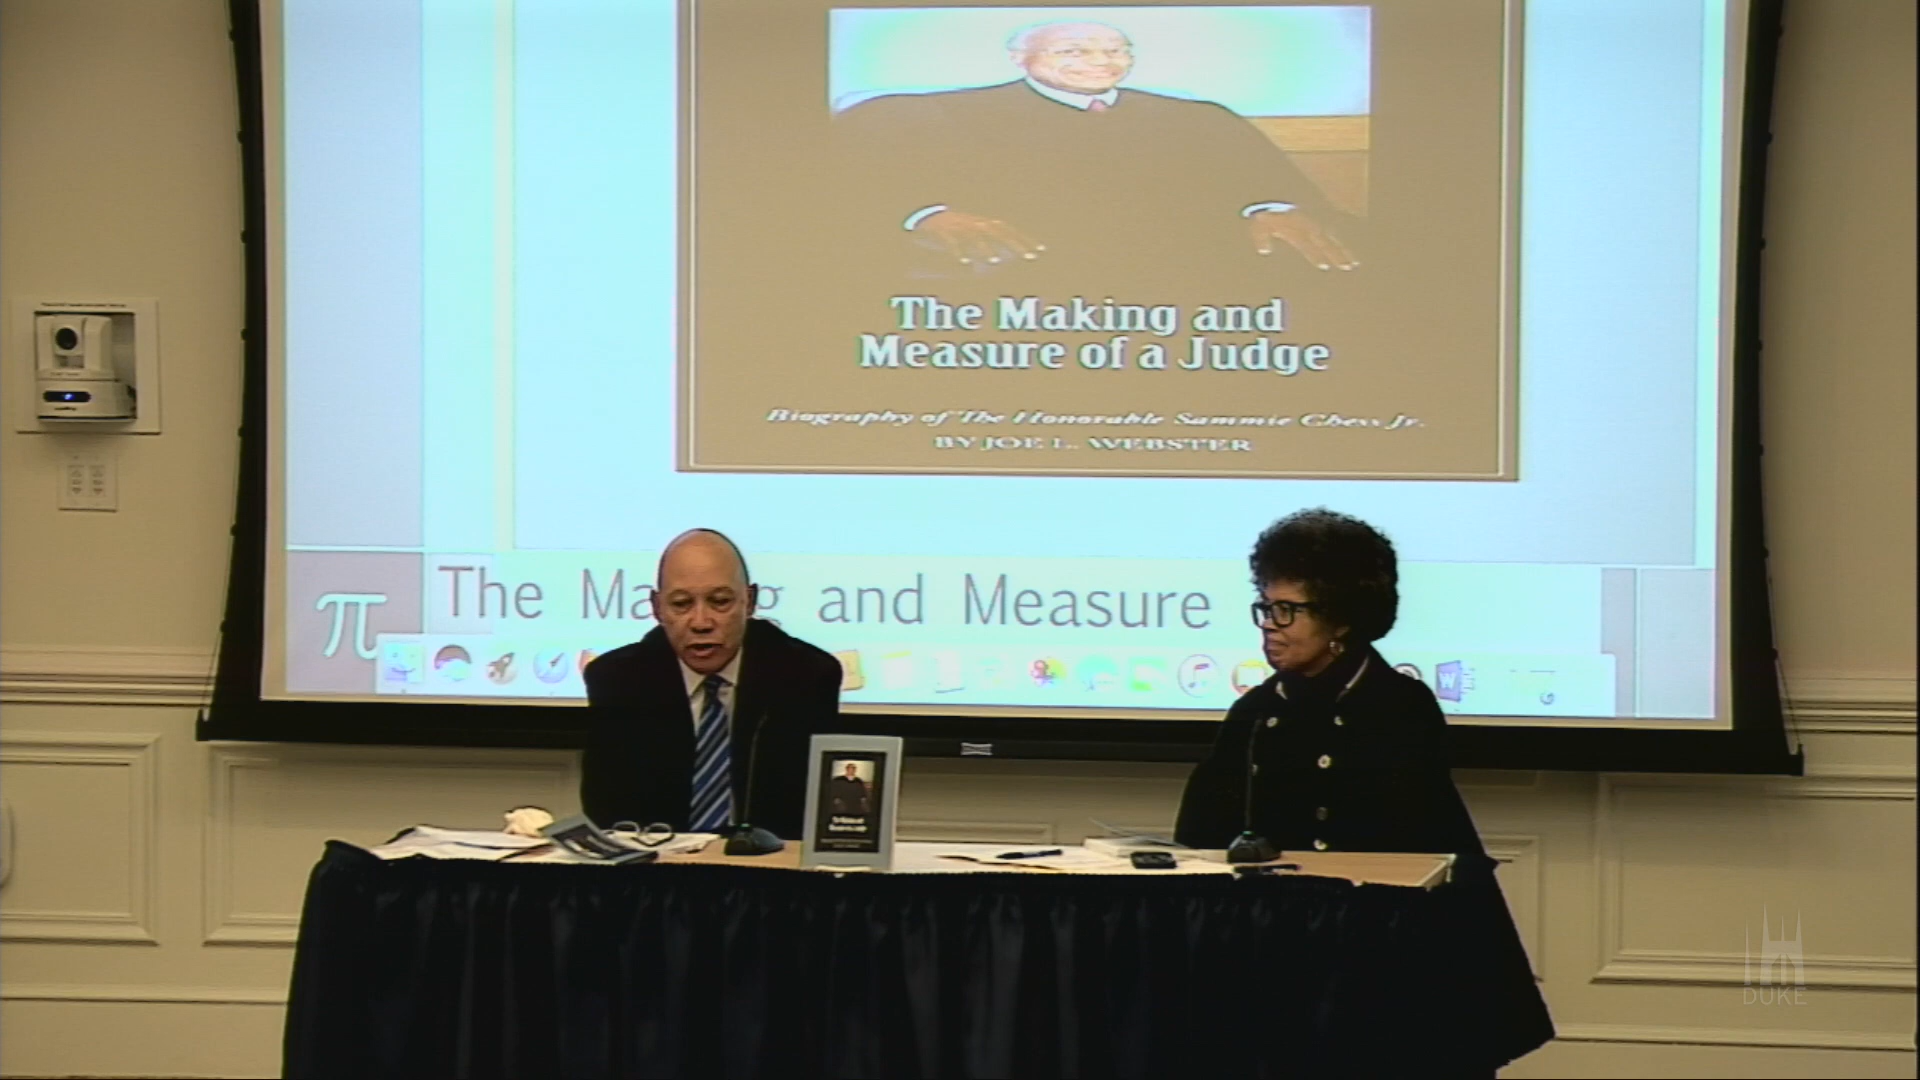 The Making and
Measure of a Judge
Biography of The Honorable Sammie Chess Jr.
BY JOE L. WEBSTER
π
The Making and Measure
W
DUKE